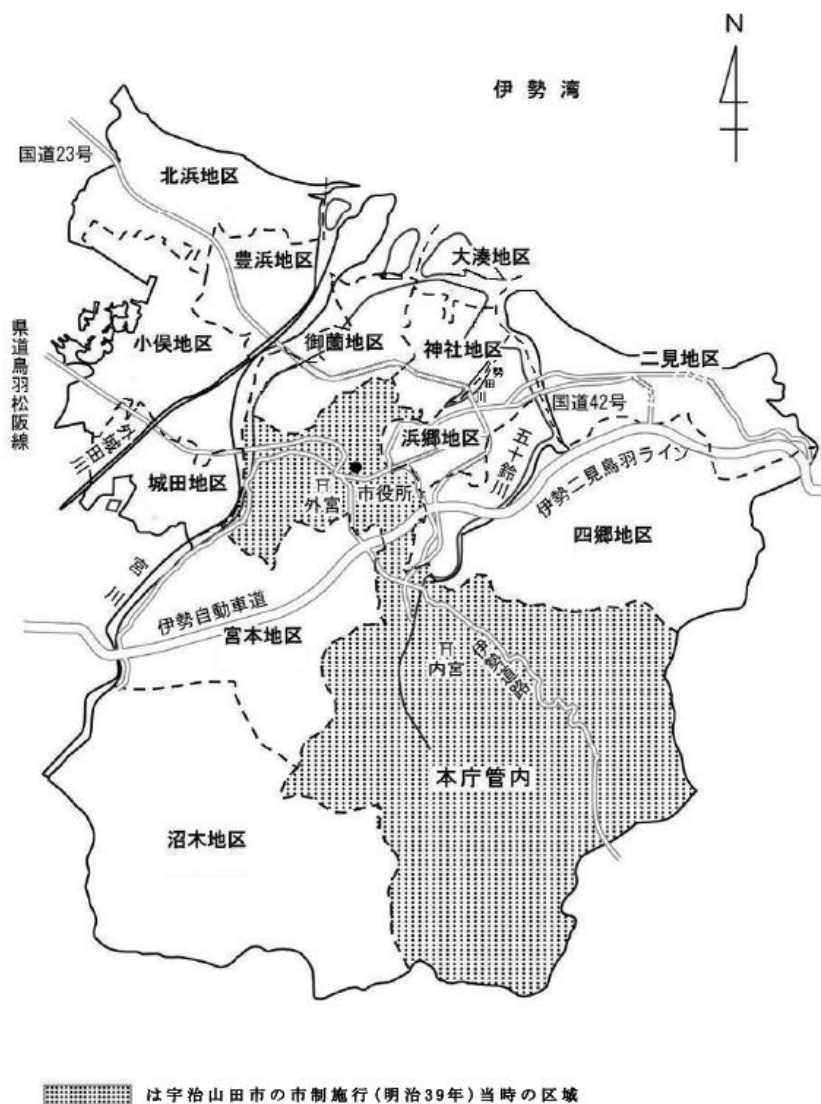 N
伊勢湾
国道23号
北浜地区
豊浜地区
大湊地区
県道鳥羽松阪線
小俣地区
御薗地区
神社地区
勢田川
二見地区
国道42号
外城田川
浜郷地区
五十鈴川
城田地区
外宮
市役所
伊勢二見鳥羽ライン
四郷地区
宮川
伊勢自動車道
宮本地区
内宮
伊勢道路
本庁管内
沼木地区
は宇治山田市の市制施行(明治39年)当時の区域